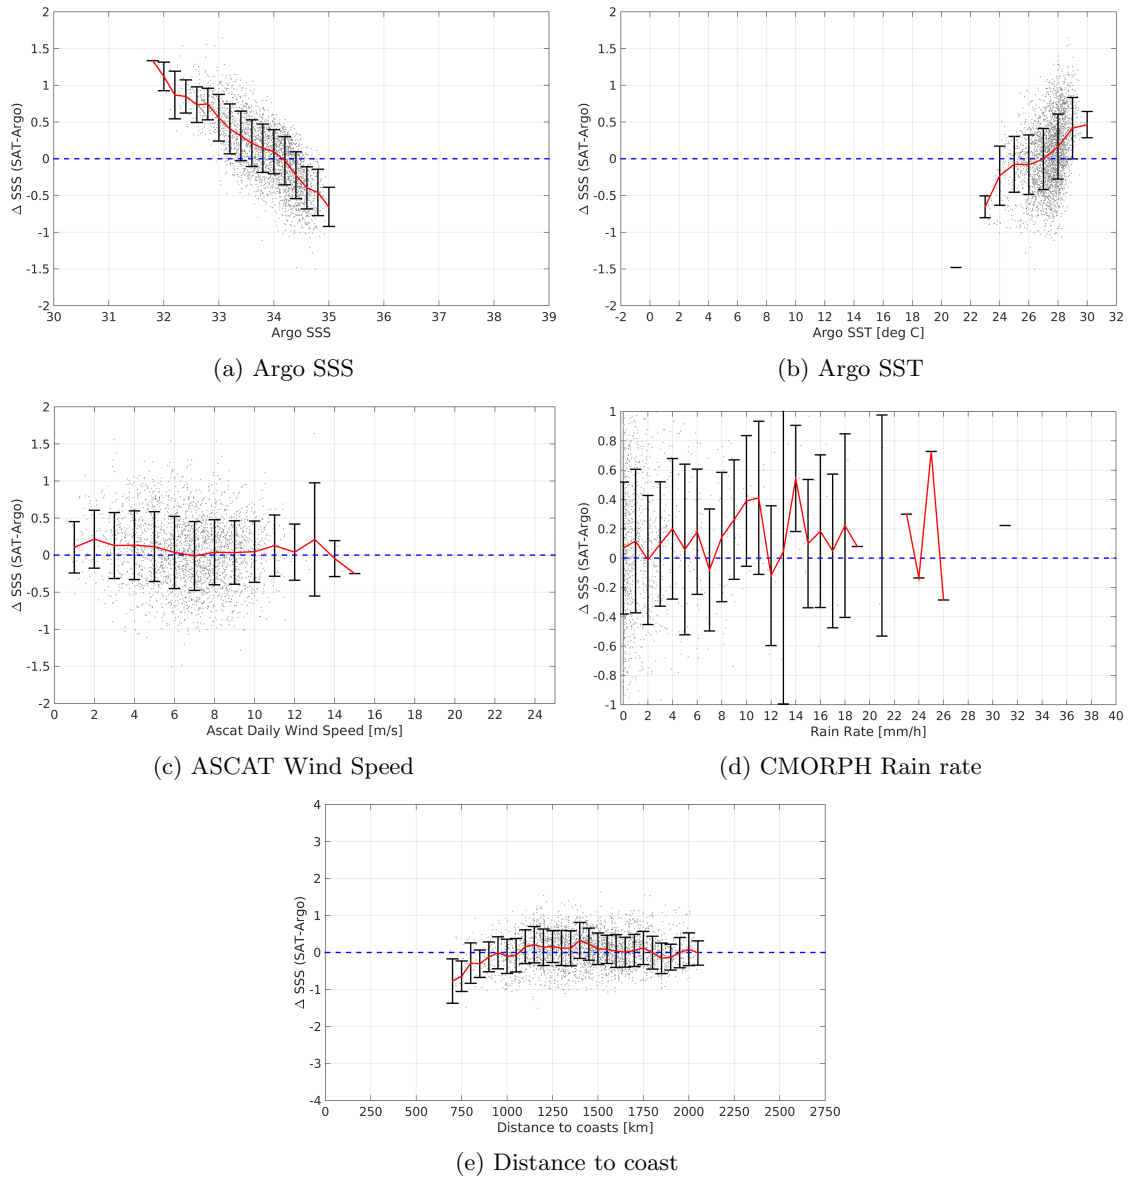 2
1.5
1
0.5
0
-0.5
-1
-1.5
-2
Δ SSS (SAT-Argo)
30 31 32 33 34 35 36 37 38 39
Argo SSS
(a) Argo SSS
2
1.5
1
0.5
0
-0.5
-1
-1.5
-2
Δ SSS (SAT-Argo)
-2 0 2 4 6 8 10 12 14 16 18 20 22 24 26 28 30 32
Argo SST [deg C]
(b) Argo SST
2
1.5
1
0.5
0
-0.5
-1
-1.5
-2
Δ SSS (SAT-Argo)
0 2 4 6 8 10 12 14 16 18 20 22 24
Ascat Daily Wind Speed [m/s]
(c) ASCAT Wind Speed
1
0.8
0.6
0.4
0.2
0
-0.2
-0.4
-0.6
-0.8
-1
Δ SSS (SAT-Argo)
0 2 4 6 8 10 12 14 16 18 20 22 24 26 28 30 32 34 36 38 40
Rain Rate [mm/h]
(d) CMORPH Rain rate
4
3
2
1
0
-1
-2
-3
-4
Δ SSS (SAT-Argo)
0 250 500 750 1000 1250 1500 1750 2000 2250 2500 2750
Distance to coasts [km]
(e) Distance to coast